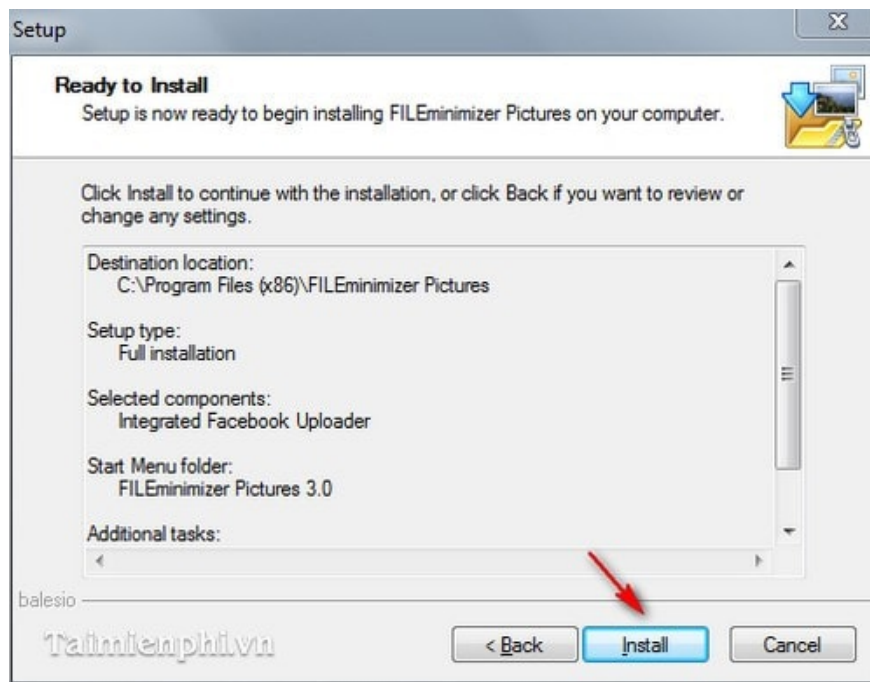 Setup
Ready to Install
Setup is now ready to begin installing FILEminimizer Pictures on your computer.
Click Install to continue with the installation, or click Back if you want to review or
change any settings.
Destination location:
C:\Program Files (x86)\FILEminimizer Pictures
Setup type:
Full installation
Selected components:
Integrated Facebook Uploader
Start Menu folder:
FILEminimizer Pictures 3.0
Additional tasks:
balesio
Taimienphi.vn
< Back
Install
Cancel